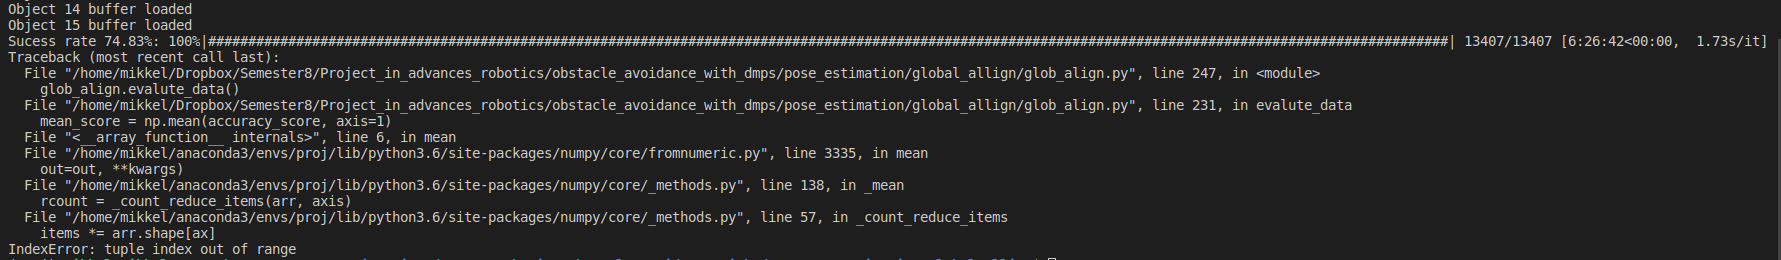 Object 14 buffer loaded
Object 15 buffer loaded
Sucess rate 74.83%: 100%|###########################################################################################################################################################| 13407/13407 [6:26:42<00:00,  1.73s/it]
Traceback (most recent call last):
  File "/home/mikkel/Dropbox/Semester8/Project_in_advances_robotics/obstacle_avoidance_with_dmps/pose_estimation/global_allign/glob_align.py", line 247, in <module>
    glob_align.evalute_data()
  File "/home/mikkel/Dropbox/Semester8/Project_in_advances_robotics/obstacle_avoidance_with_dmps/pose_estimation/global_allign/glob_align.py", line 231, in evalute_data
    mean_score = np.mean(accuracy_score, axis=1)
  File "<__array_function__ internals>", line 6, in mean
  File "/home/mikkel/anaconda3/envs/proj/lib/python3.6/site-packages/numpy/core/fromnumeric.py", line 3335, in mean
    out=out, **kwargs)
  File "/home/mikkel/anaconda3/envs/proj/lib/python3.6/site-packages/numpy/core/_methods.py", line 138, in _mean
    rcount = _count_reduce_items(arr, axis)
  File "/home/mikkel/anaconda3/envs/proj/lib/python3.6/site-packages/numpy/core/_methods.py", line 57, in _count_reduce_items
    items *= arr.shape[ax]
IndexError: tuple index out of range